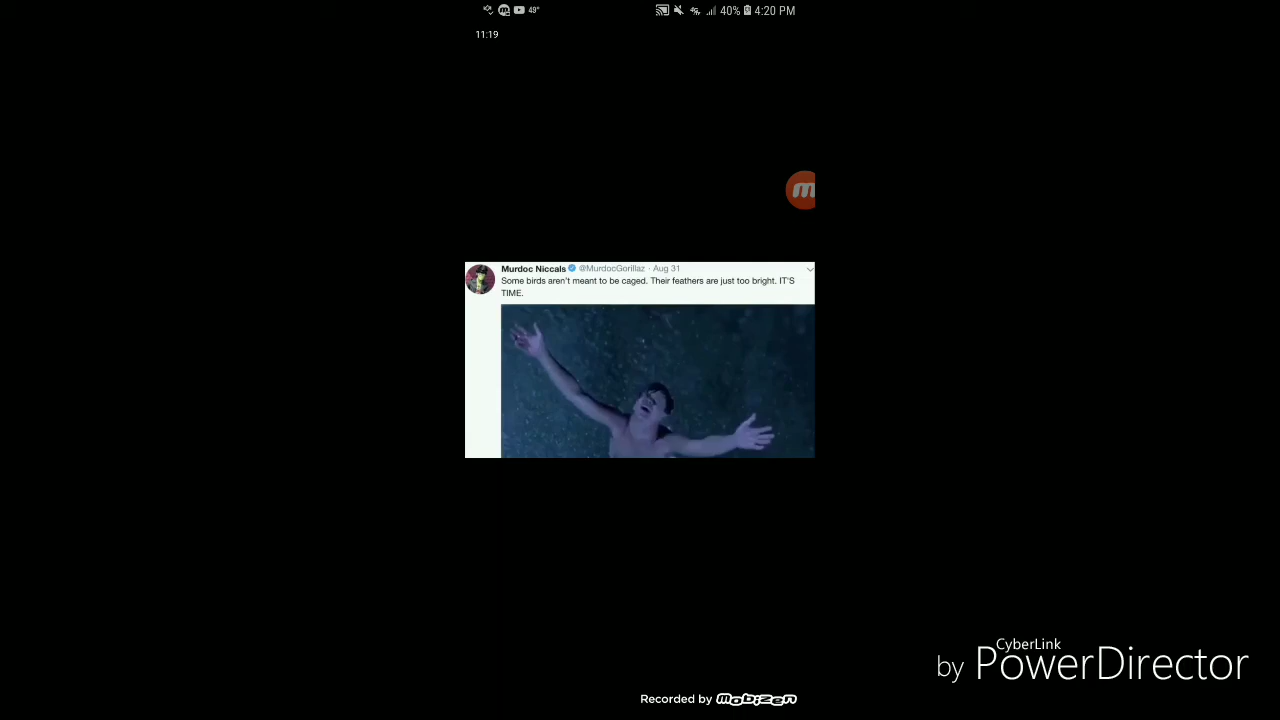 49°
40% 4:20 PM
11:19
m
Murdoc Niccals @MurdocGorillaz · Aug 31
Some birds aren't meant to be caged. Their feathers are just too bright. IT'S
TIME.
CyberLink
by PowerDirector
Recorded by mobizen